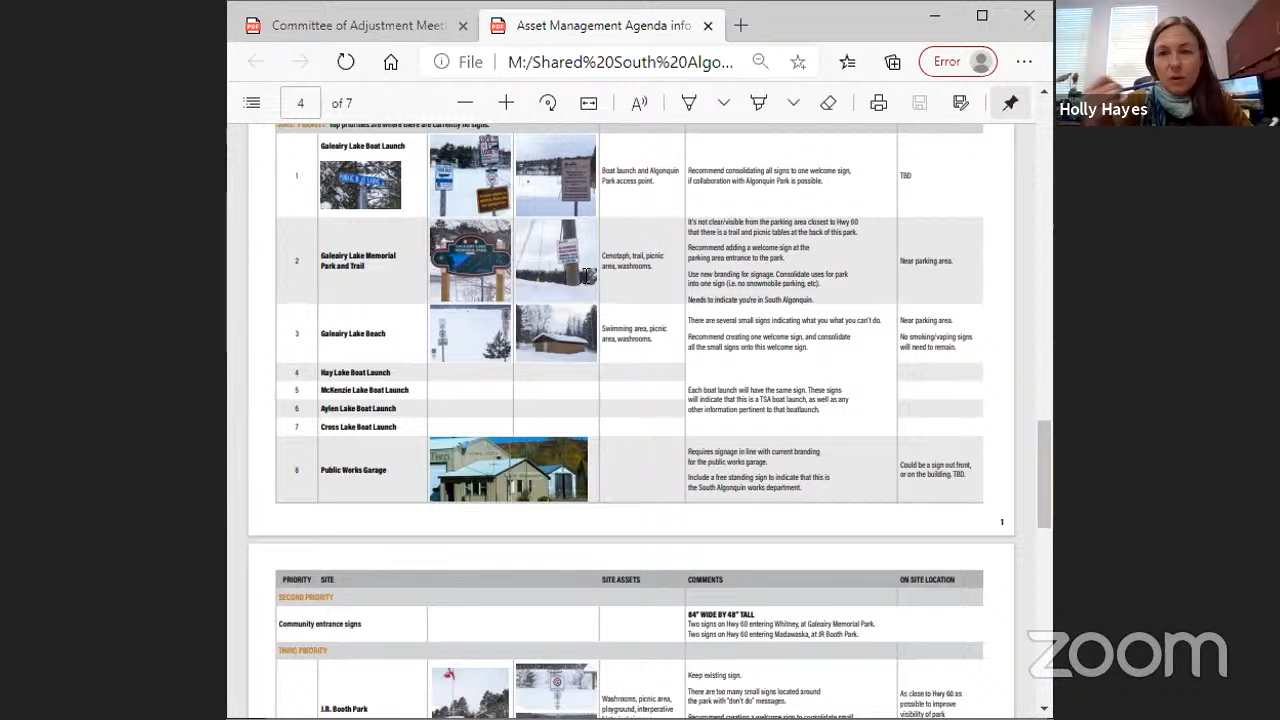 Committee of Adjustment
Asset Management Agenda info
File
M:/Shared%20South%20Algo...
Error
4 of 7
Holly Hayes
Top priorities are where there are currently no signs.
1
Galeairy Lake Boat Launch
Boat launch and Algonquin
Park access point.
Recommend consolidating all signs to one welcome sign,
if collaboration with Algonquin Park is possible.
TBD
2
Galeairy Lake Memorial
Park and Trail
Cenotaph, trail, picnic
area, washrooms.
It's not clear/visible from the parking area closest to Hwy 60
that there is a trail and picnic tables at the back of this park.
Recommend adding a welcome sign at the
parking area entrance to the park.
Use new branding for signage. Consolidate uses for park
into one sign (i.e. no snowmobile parking, etc).
Needs to indicate you're in South Algonquin.
Near parking area.
3
Galeairy Lake Beach
Swimming area, picnic
area, washrooms.
There are several small signs indicating what you what you can't do.
Recommend creating one welcome sign, and consolidate
all the small signs onto this welcome sign.
Near parking area.
No smoking/vaping signs
will need to remain.
4 Hay Lake Boat Launch
5 McKenzie Lake Boat Launch
6 Aylen Lake Boat Launch
7 Cross Lake Boat Launch
Each boat launch will have the same sign. These signs
will indicate that this is a TSA boat launch, as well as any
other information pertinent to that boatlaunch.
8
Public Works Garage
Requires signage in line with current branding
for the public works garage.
Include a free standing sign to indicate that this is
the South Algonquin works department.
Could be a sign out front,
or on the building. TBD.
1
PRIORITY SITE SITE ASSETS COMMENTS ON SITE LOCATION
SECOND PRIORITY
Community entrance signs
84" WIDE BY 48" TALL
Two signs on Hwy 60 entering Whitney, at Galeairy Memorial Park.
Two signs on Hwy 60 entering Madawaska, at JR Booth Park.
THIRD PRIORITY
J.R. Booth Park
Washrooms, picnic area,
playground, interperative
Keep existing sign.
There are too many small signs located around
the park with "don't do" messages.
Recommend creating a welcome sign to consolidate small
As close to Hwy 60 as
possible to improve
visibility of park
zoom